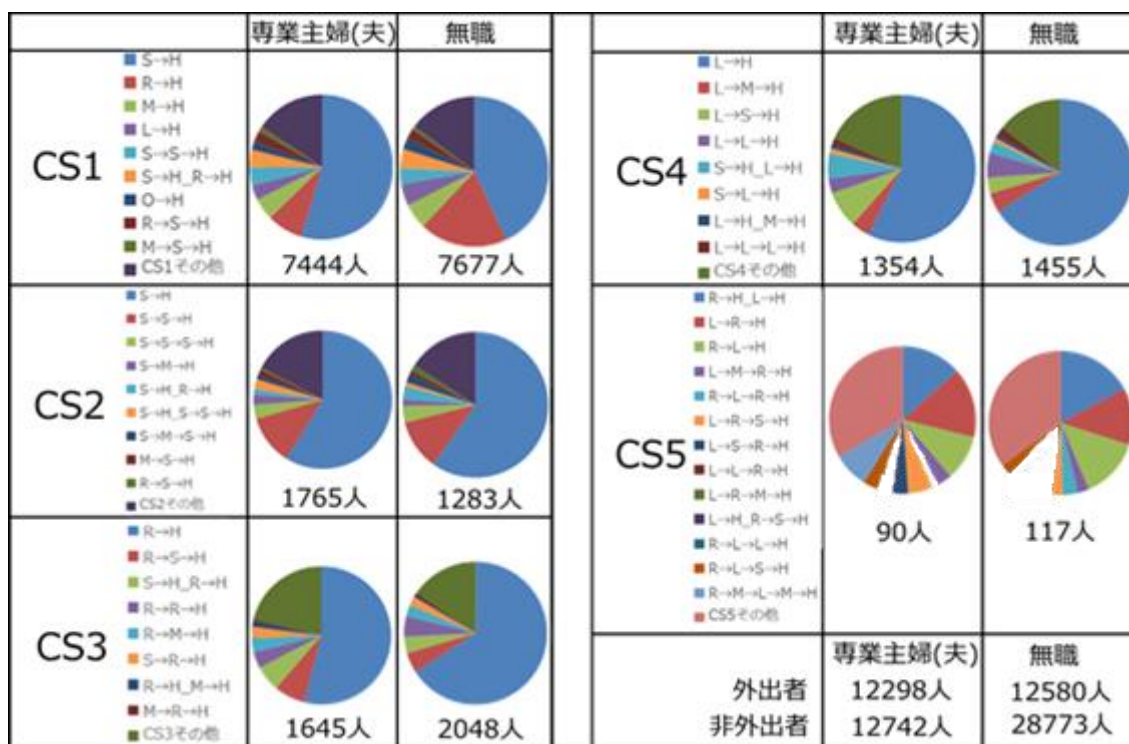 専業主婦(夫) 無職
CS1
S→H
R→H
M→H
L→H
S→S→H
S→H_R→H
O→H
R→S→H
M→S→H
CS1その他
7444人 7677人
CS2
S→H
S→S→H
S→S→S→H
S→M→H
S→H_R→H
S→H_S→S→H
S→M→S→H
M→S→H
R→S→H
CS2その他
1765人 1283人
CS3
R→H
R→S→H
S→H_R→H
R→R→H
R→M→H
S→R→H
R→H_M→H
M→R→H
CS3その他
1645人 2048人
専業主婦(夫) 無職
CS4
L→H
L→M→H
L→S→H
L→L→H
S→H_L→H
S→L→H
L→H_M→H
L→L→L→H
CS4その他
1354人 1455人
CS5
R→H_L→H
L→R→H
R→L→H
L→M→R→H
R→L→R→H
L→R→S→H
L→S→R→H
L→L→R→H
L→R→M→H
L→H_R→S→H
R→L→L→H
R→L→S→H
R→M→L→M→H
CS5その他
90人 117人
専業主婦(夫) 無職
外出者 12298人 12580人
非外出者 12742人 28773人